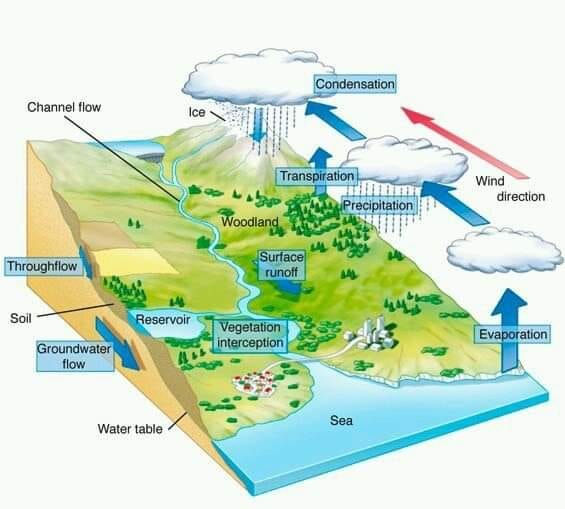 Condensation
Channel flow
Ice
Transpiration
Wind
direction
Precipitation
Woodland
Surface
runoff
Throughflow
Soil
Reservoir
Vegetation
interception
Evaporation
Groundwater
flow
Sea
Water table